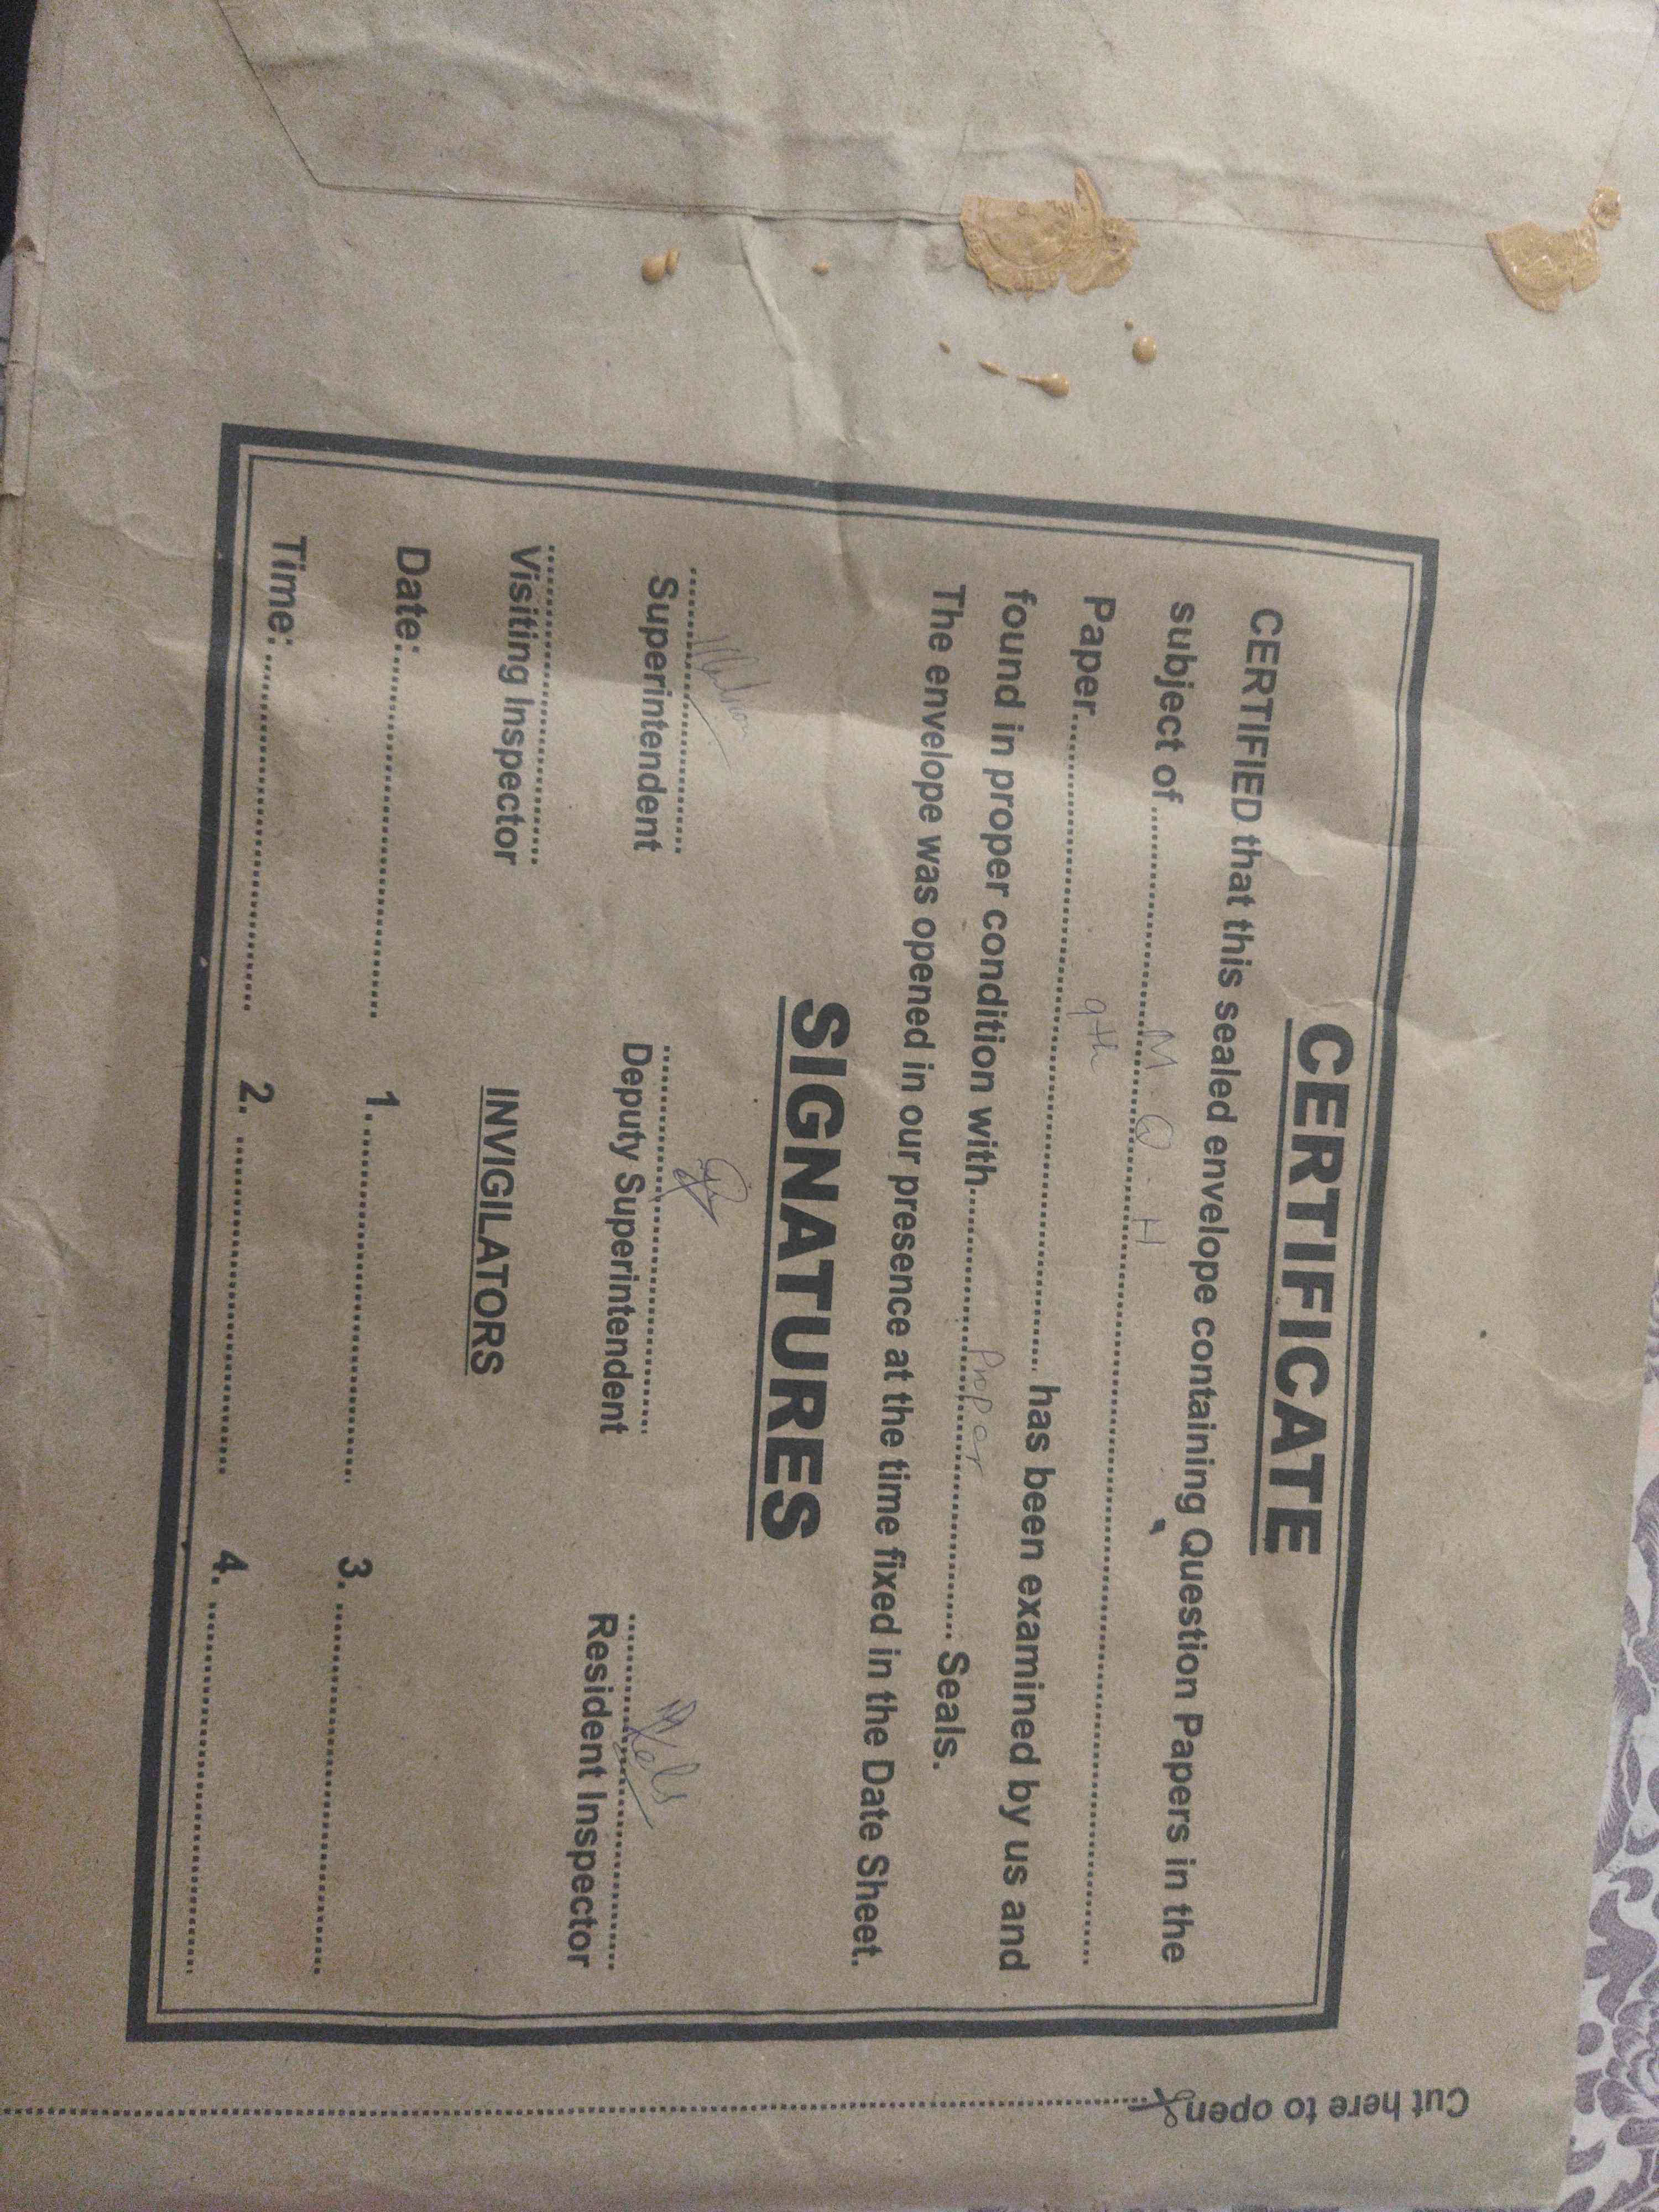 CERTIFICATE
CERTIFIED that this sealed envelope containing Question Papers in the
subject of.......... M.Q.H ..........
Paper.......... 9th .......... has been examined by us and
found in proper condition with.......... Proper .......... Seals.
The envelope was opened in our presence at the time fixed in the Date Sheet.
SIGNATURES
Superintendent Deputy Superintendent Resident Inspector
Visiting Inspector INVIGILATORS
Date:.......... 1........... 3. ..........
Time:.......... 2. .......... 4. ..........
Cut here to open